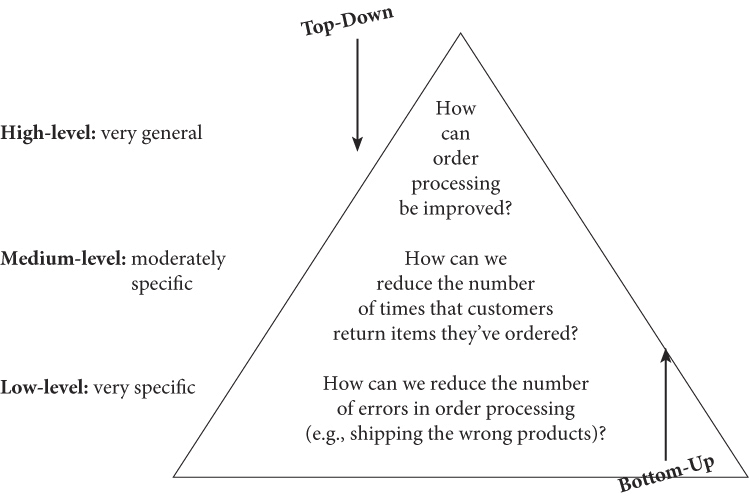 Top-Down
High-level: very general
How
can
order
processing
be improved?
Medium-level: moderately
specific
How can we
reduce the number
of times that customers
return items they’ve ordered?
Low-level: very specific
How can we reduce the number
of errors in order processing
(e.g., shipping the wrong products)?
Bottom-Up